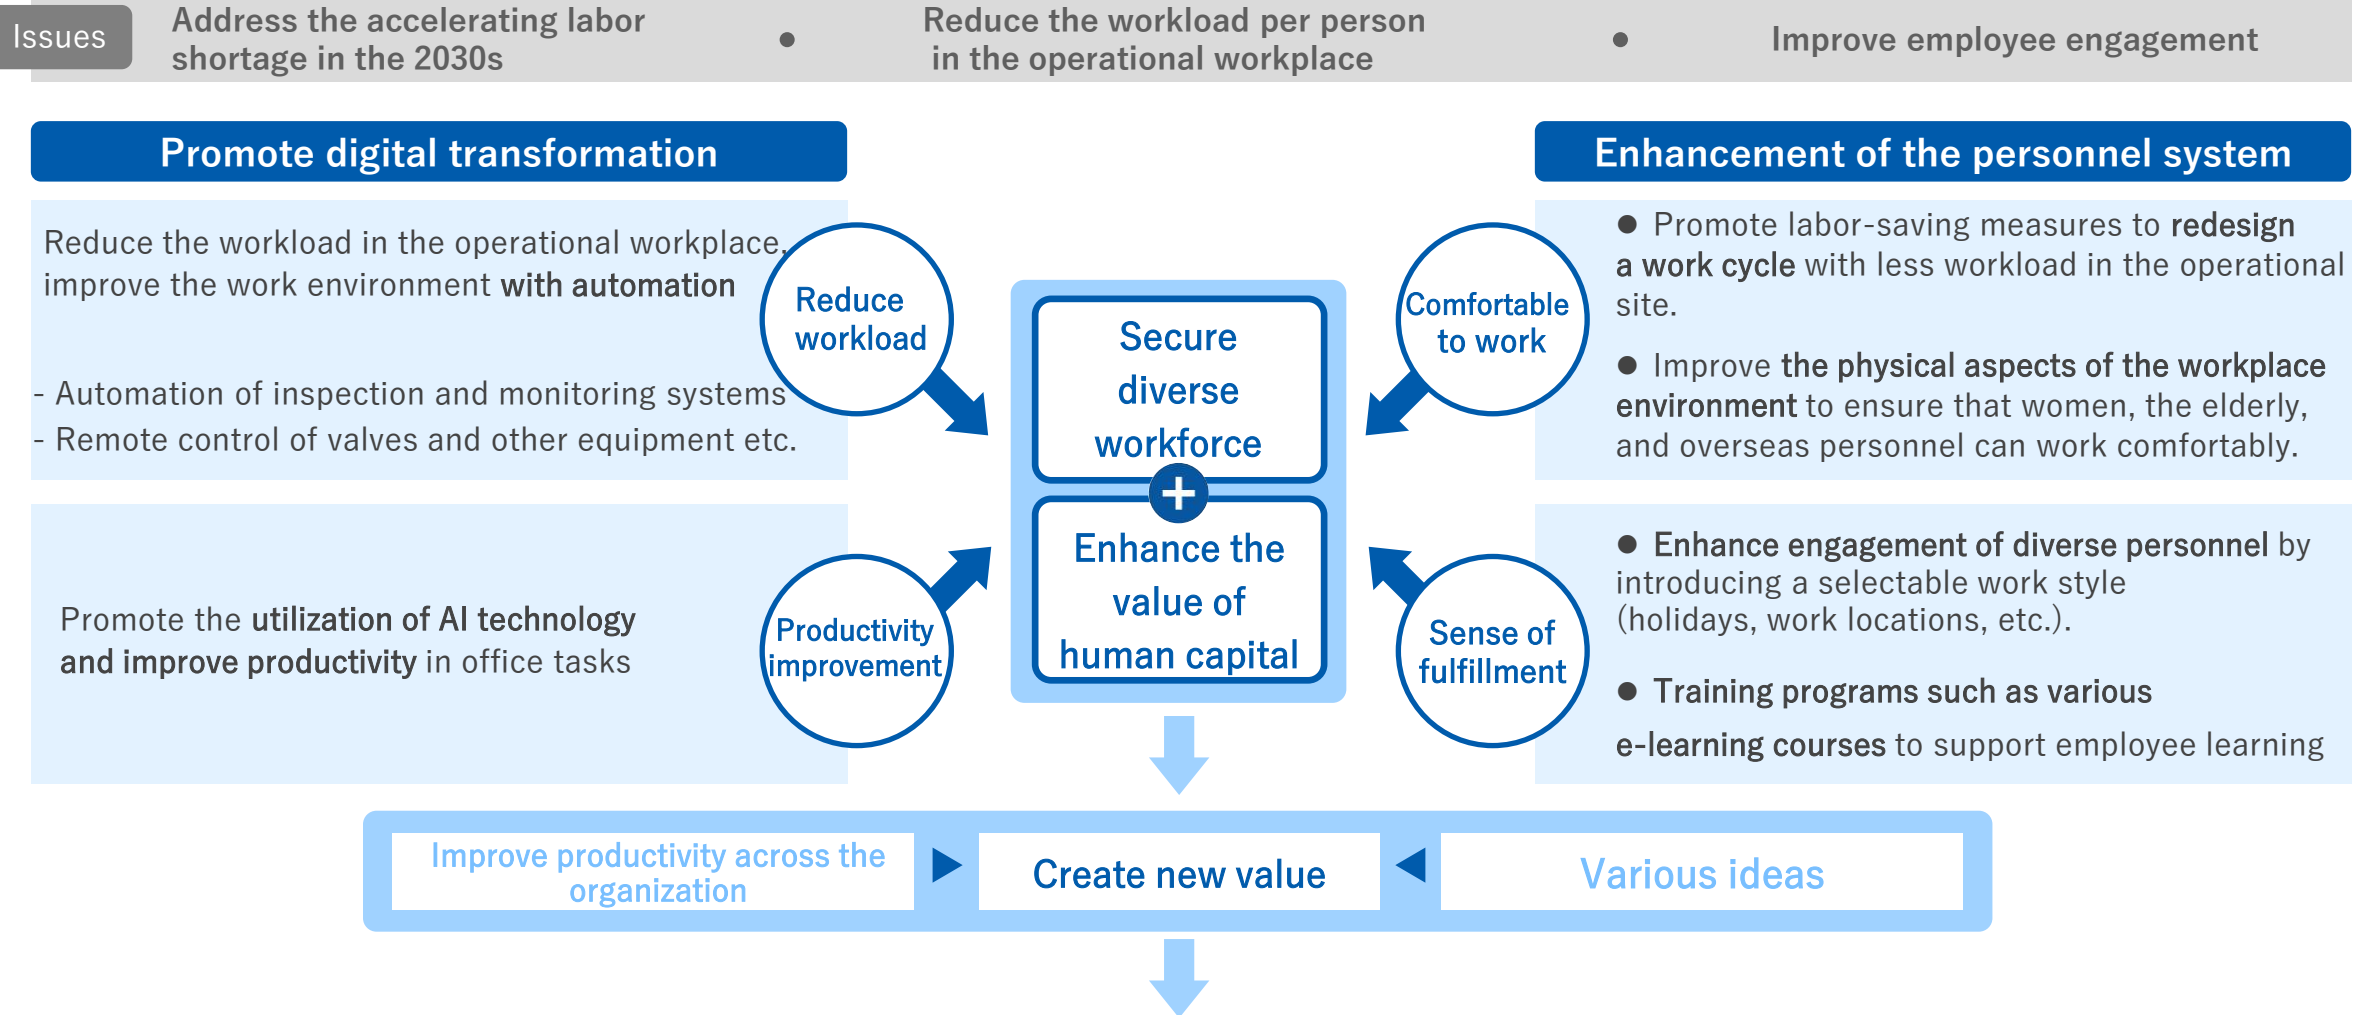 Issues
Address the accelerating labor
shortage in the 2030s
● Reduce the workload per person
in the operational workplace
● Improve employee engagement
Promote digital transformation
Reduce the workload in the operational workplace,
improve the work environment with automation
- Automation of inspection and monitoring systems
- Remote control of valves and other equipment etc.
Reduce
workload
Promote the utilization of AI technology
and improve productivity in office tasks
Productivity
improvement
Secure
diverse
workforce
+
Enhance the
value of
human capital
Enhancement of the personnel system
Comfortable
to work
● Promote labor-saving measures to redesign
a work cycle with less workload in the operational
site.
● Improve the physical aspects of the workplace
environment to ensure that women, the elderly,
and overseas personnel can work comfortably.
Sense of
fulfillment
● Enhance engagement of diverse personnel by
introducing a selectable work style
(holidays, work locations, etc.).
● Training programs such as various
e-learning courses to support employee learning
Improve productivity across the
organization
Create new value
Various ideas